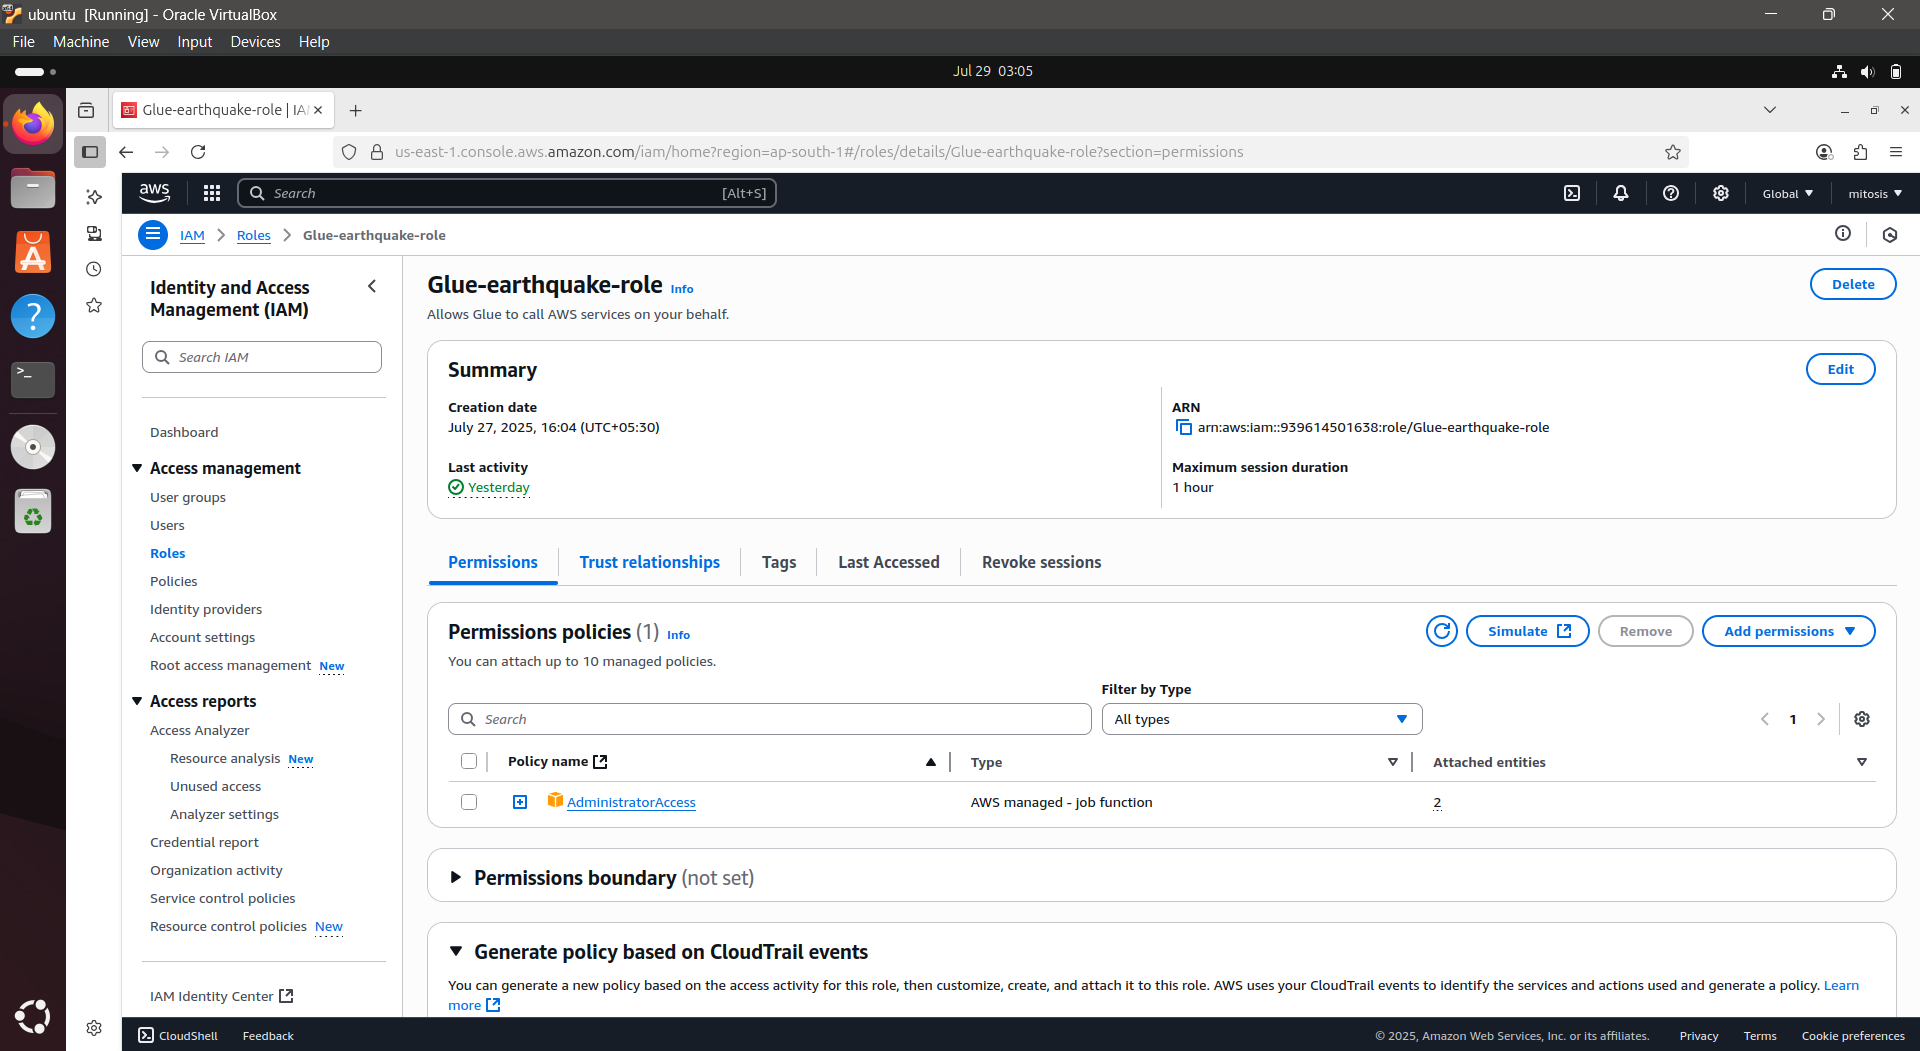 ubuntu [Running] - Oracle VirtualBox
File Machine View Input Devices Help
Jul 29 03:05
Glue-earthquake-role | IA
us-east-1.console.aws.amazon.com/iam/home?region=ap-south-1#/roles/details/Glue-earthquake-role?section=permissions
aws
Search [Alt+S]
Global
mitosis
IAM Roles Glue-earthquake-role
Identity and Access
Management (IAM)
Search IAM
Dashboard
Access management
User groups
Users
Roles
Policies
Identity providers
Account settings
Root access management New
Access reports
Access Analyzer
Resource analysis New
Unused access
Analyzer settings
Credential report
Organization activity
Service control policies
Resource control policies New
IAM Identity Center
Glue-earthquake-role Info
Delete
Allows Glue to call AWS services on your behalf.
Summary
Edit
Creation date
July 27, 2025, 16:04 (UTC+05:30)
ARN
arn:aws:iam::939614501638:role/Glue-earthquake-role
Last activity
Yesterday
Maximum session duration
1 hour
Permissions Trust relationships Tags Last Accessed Revoke sessions
Permissions policies (1) Info
Simulate Remove Add permissions
You can attach up to 10 managed policies.
Filter by Type
Search
All types
1
Policy name Type Attached entities
AdministratorAccess AWS managed - job function 2
Permissions boundary (not set)
Generate policy based on CloudTrail events
You can generate a new policy based on the access activity for this role, then customize, create, and attach it to this role. AWS uses your CloudTrail events to identify the services and actions used and generate a policy. Learn
more
CloudShell Feedback
© 2025, Amazon Web Services, Inc. or its affiliates. Privacy Terms Cookie preferences